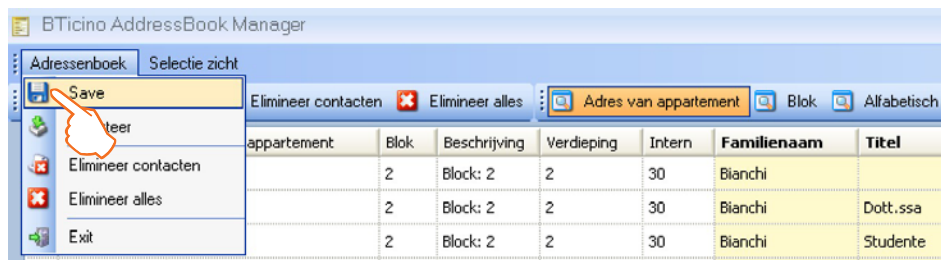 BTicino AddressBook Manager
Adressenboek Selectie zicht
Save
Elimineer contacten Elimineer alles Adres van appartement Blok Alfabetisch
appartement Blok Beschrijving Verdieping Intern Familienaam Titel
Elimineer contacten
2 Block: 2 2 30 Bianchi
Elimineer alles
2 Block: 2 2 30 Bianchi Dott.ssa
Exit
2 Block: 2 2 30 Bianchi Studente